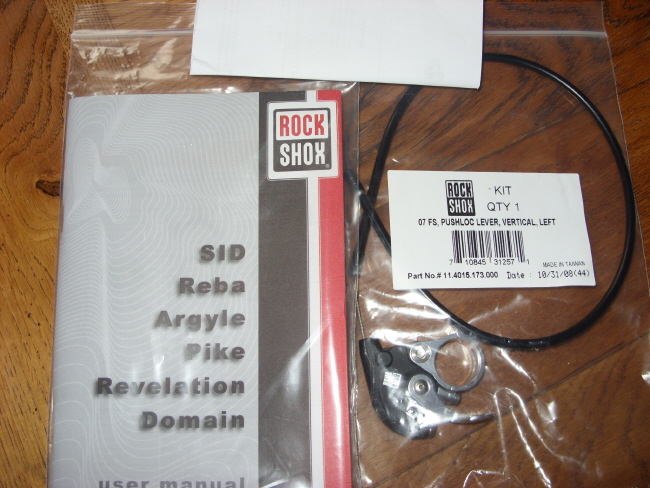 ROCK
SHOX
SID
Reba
Argyle
Pike
Revelation
Domain
user manual
ROCK
SHOX
KIT
QTY 1
07 FS, PUSHLOC LEVER, VERTICAL, LEFT
7 10845 31257 1
MADE IN TAIWAN
Part No.# 11.4015.173.000 Date : 10/31/08(44)